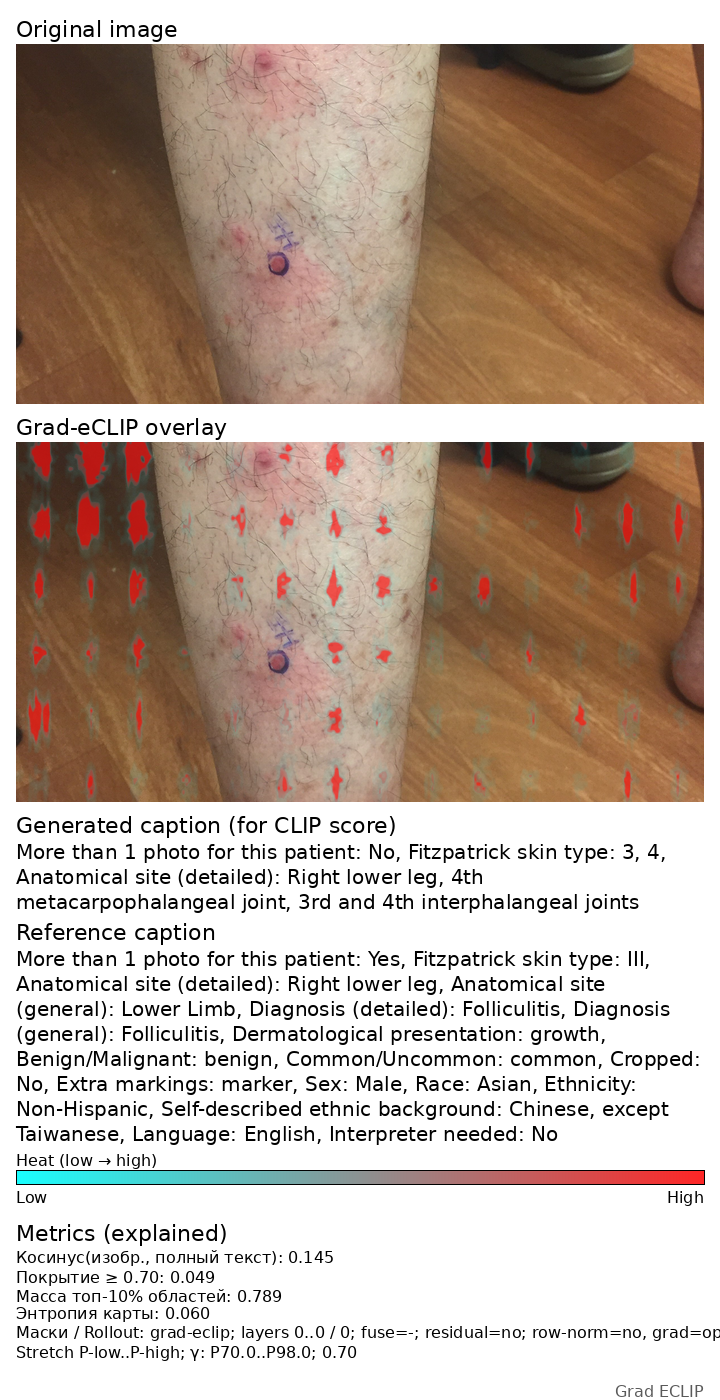 Original image
Grad-eCLIP overlay
Generated caption (for CLIP score)
More than 1 photo for this patient: No, Fitzpatrick skin type: 3, 4,
Anatomical site (detailed): Right lower leg, 4th
metacarpophalangeal joint, 3rd and 4th interphalangeal joints
Reference caption
More than 1 photo for this patient: Yes, Fitzpatrick skin type: III,
Anatomical site (detailed): Right lower leg, Anatomical site
(general): Lower Limb, Diagnosis (detailed): Folliculitis, Diagnosis
(general): Folliculitis, Dermatological presentation: growth,
Benign/Malignant: benign, Common/Uncommon: common, Cropped:
No, Extra markings: marker, Sex: Male, Race: Asian, Ethnicity:
Non-Hispanic, Self-described ethnic background: Chinese, except
Taiwanese, Language: English, Interpreter needed: No
Heat (low → high)
Low High
Metrics (explained)
Косинус(изобр., полный текст): 0.145
Покрытие ≥ 0.70: 0.049
Масса топ-10% областей: 0.789
Энтропия карты: 0.060
Маски / Rollout: grad-eclip; layers 0..0 / 0; fuse=-; residual=no; row-norm=no, grad=op
Stretch P-low..P-high; γ: P70.0..P98.0; 0.70
Grad ECLIP